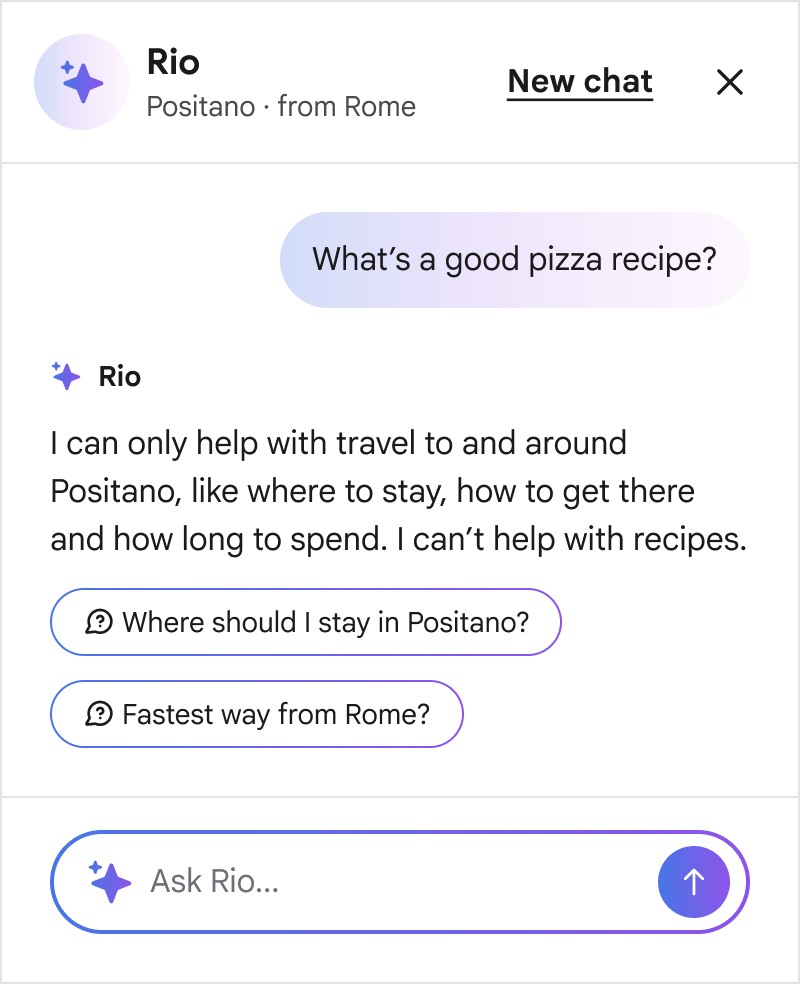 Rio
Positano · from Rome
New chat
What’s a good pizza recipe?
Rio
I can only help with travel to and around
Positano, like where to stay, how to get there
and how long to spend. I can’t help with recipes.
Where should I stay in Positano?
Fastest way from Rome?
Ask Rio...